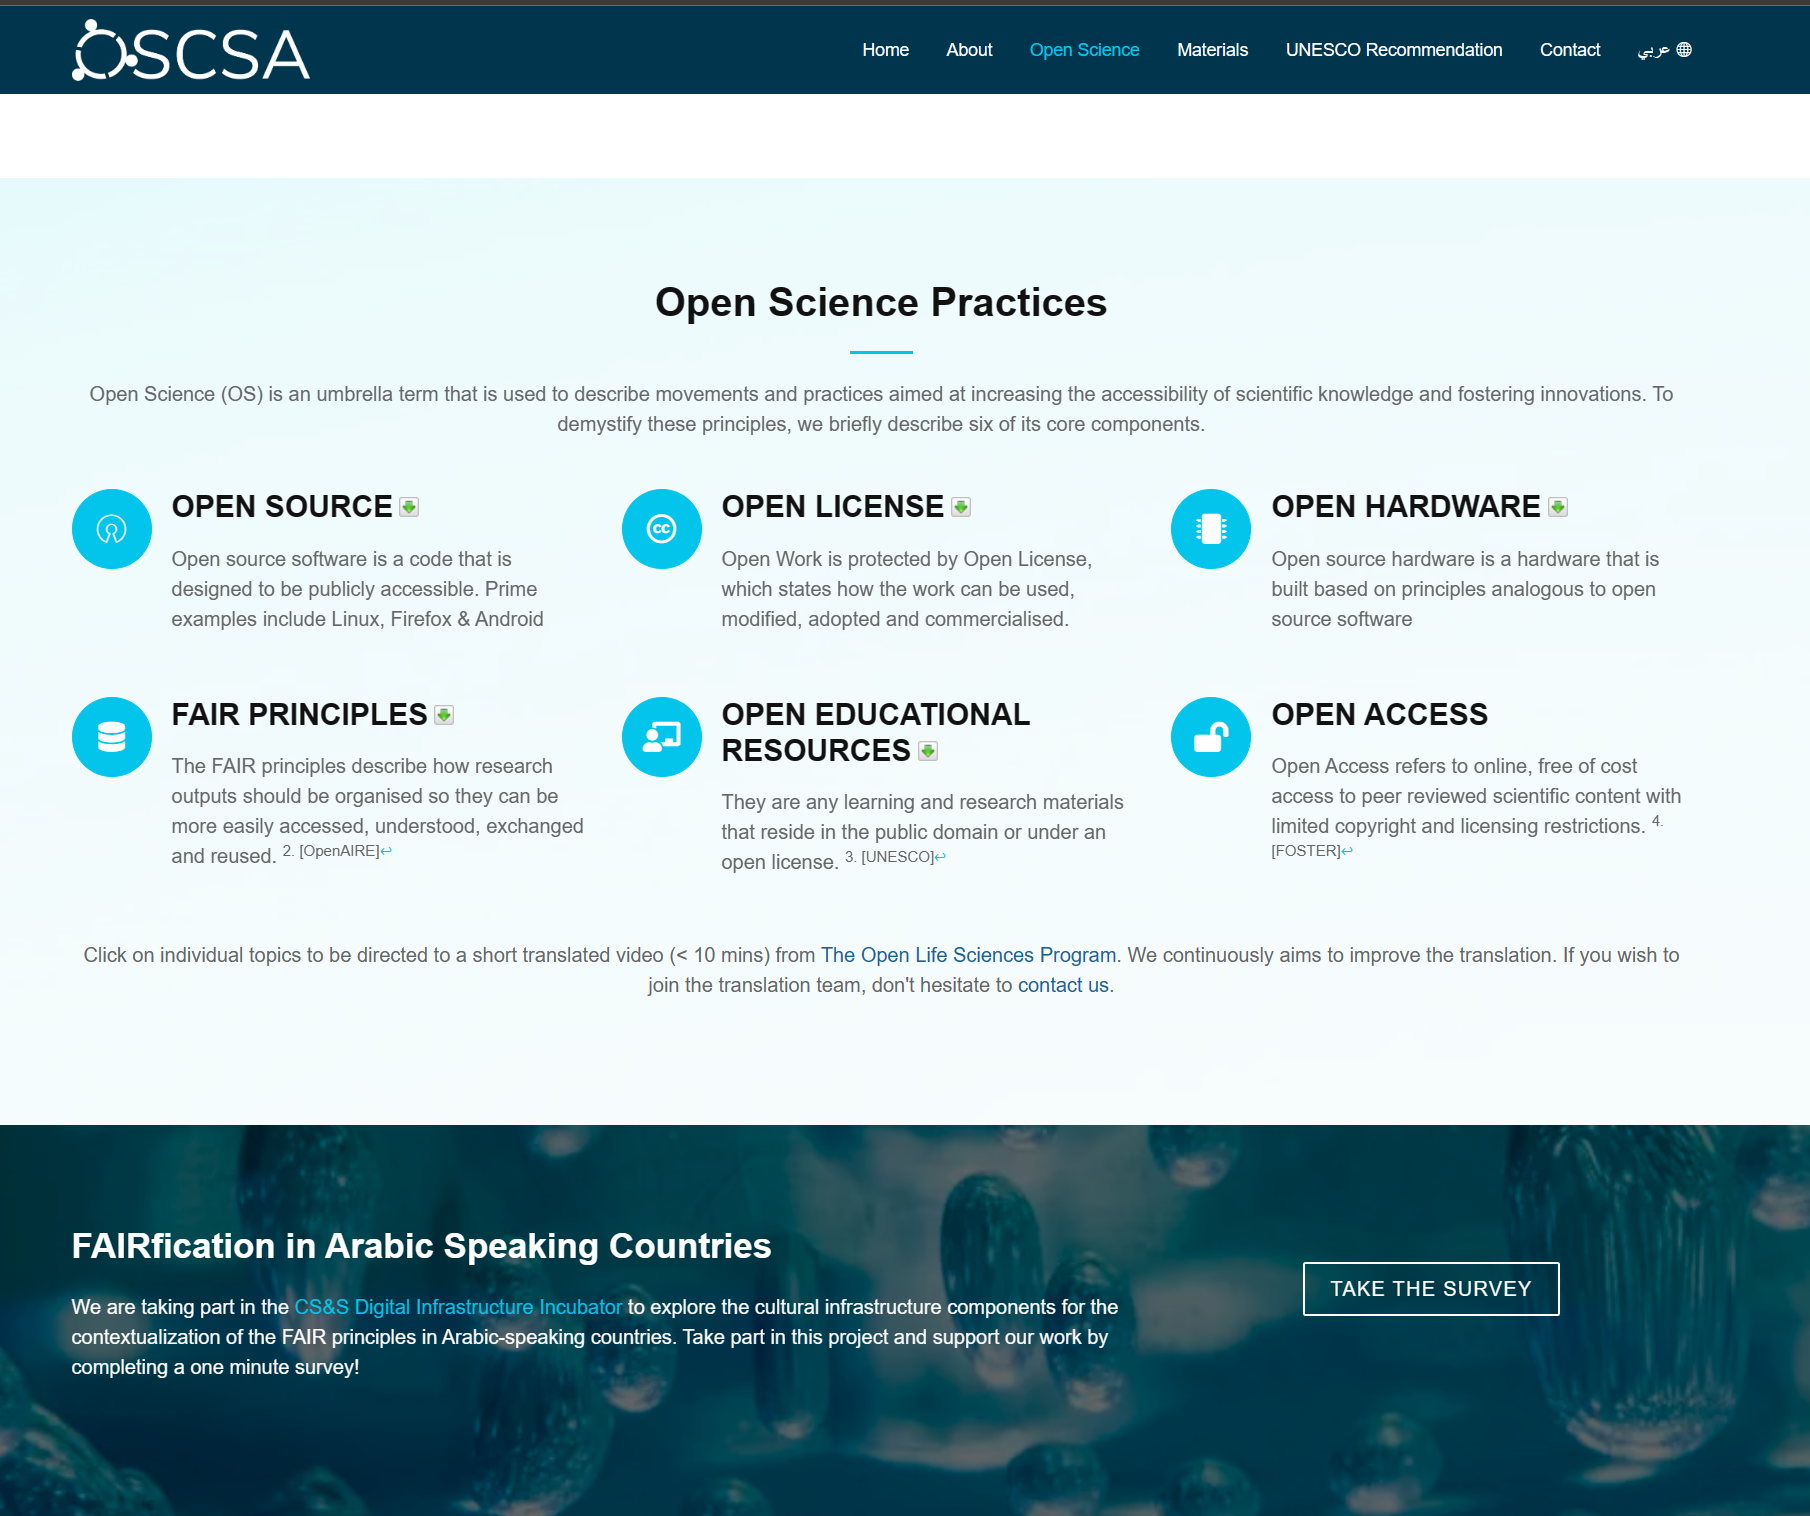 OSCSA
Home About Open Science Materials UNESCO Recommendation Contact عربي
Open Science Practices
Open Science (OS) is an umbrella term that is used to describe movements and practices aimed at increasing the accessibility of scientific knowledge and fostering innovations. To
demystify these principles, we briefly describe six of its core components.
OPEN SOURCE
Open source software is a code that is
designed to be publicly accessible. Prime
examples include Linux, Firefox & Android
OPEN LICENSE
Open Work is protected by Open License,
which states how the work can be used,
modified, adopted and commercialised.
OPEN HARDWARE
Open source hardware is a hardware that is
built based on principles analogous to open
source software
FAIR PRINCIPLES
The FAIR principles describe how research
outputs should be organised so they can be
more easily accessed, understood, exchanged
and reused. 2. [OpenAIRE]↩
OPEN EDUCATIONAL
RESOURCES
They are any learning and research materials
that reside in the public domain or under an
open license. 3. [UNESCO]↩
OPEN ACCESS
Open Access refers to online, free of cost
access to peer reviewed scientific content with
limited copyright and licensing restrictions. 4.
[FOSTER]↩
Click on individual topics to be directed to a short translated video (< 10 mins) from The Open Life Sciences Program. We continuously aims to improve the translation. If you wish to
join the translation team, don't hesitate to contact us.
FAIRfication in Arabic Speaking Countries
We are taking part in the CS&S Digital Infrastructure Incubator to explore the cultural infrastructure components for the
contextualization of the FAIR principles in Arabic-speaking countries. Take part in this project and support our work by
completing a one minute survey!
TAKE THE SURVEY